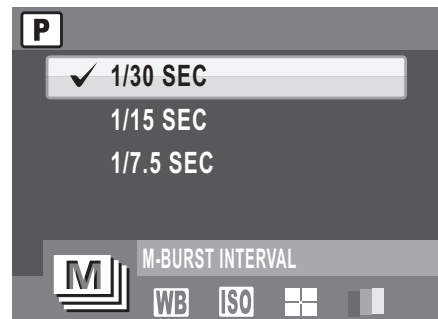 P
1/30 SEC
1/15 SEC
1/7.5 SEC
M-BURST INTERVAL
M
WB ISO